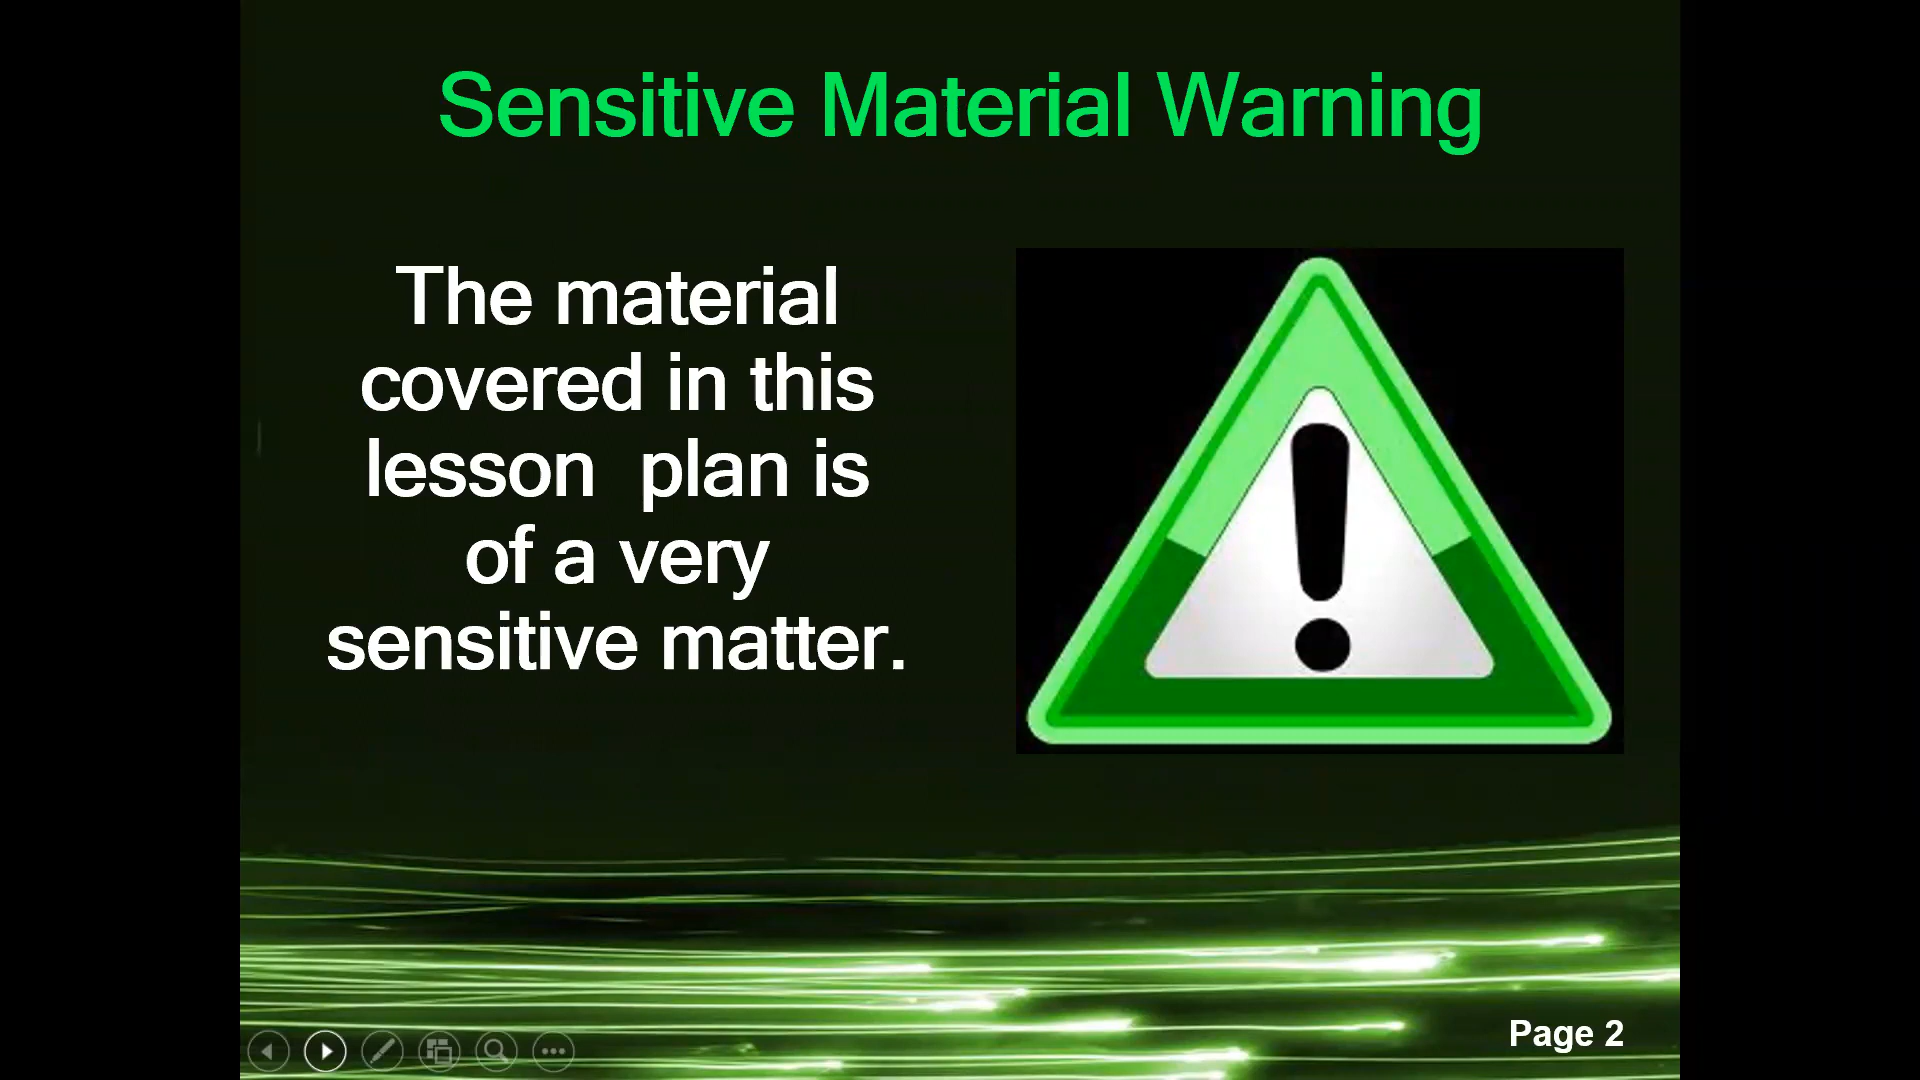 Sensitive Material Warning
The material
covered in this
lesson  plan is
of a very
sensitive matter.
Page 2